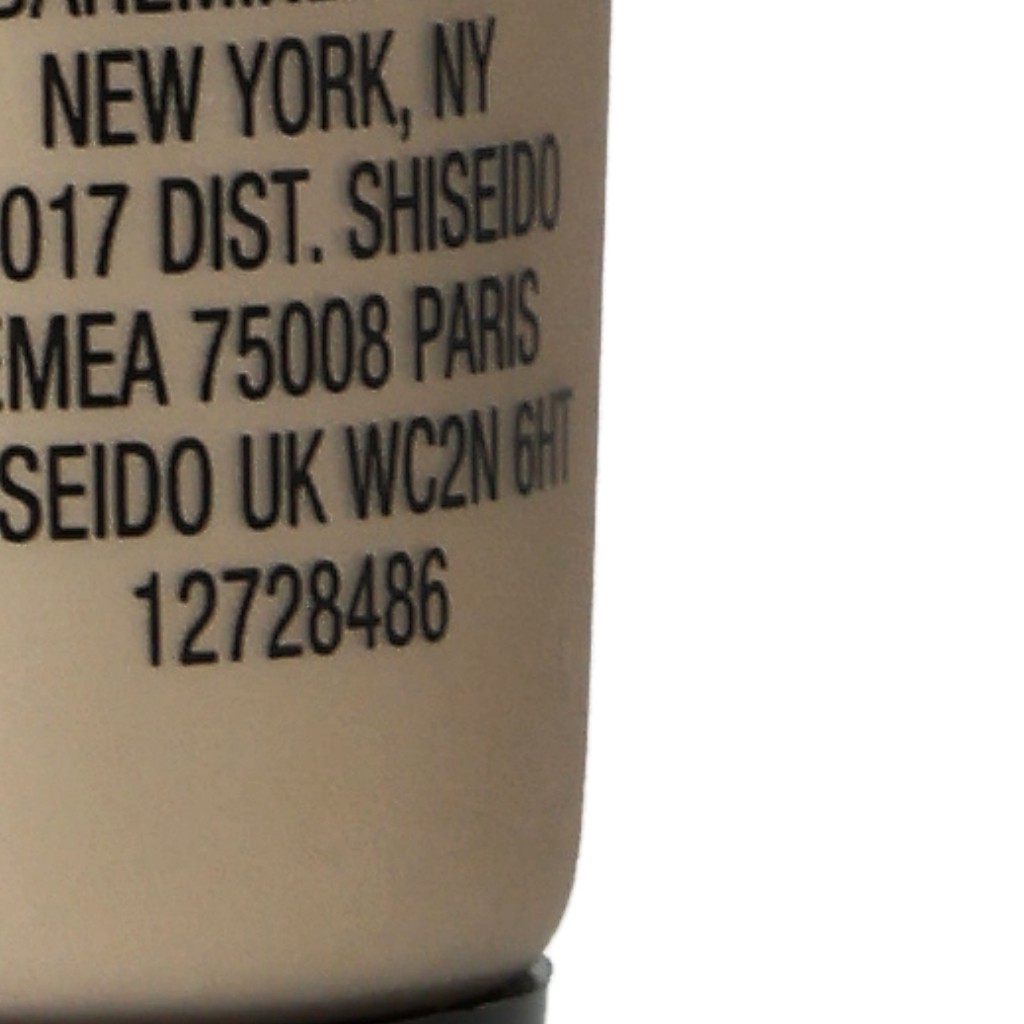 NEW YORK, NY
017 DIST. SHISEIDO
EMEA 75008 PARIS
SEIDO UK WC2N 6HT
12728486